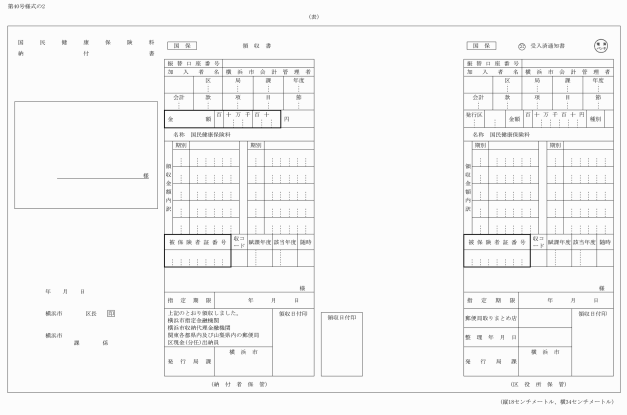 第40号様式の2
(表)
国民健康保険料
納付書
様
年 月 日
横浜市 区長 印
横浜市
課 係
国保 領収書
振替口座番号
加入者名 横浜市会計管理者
区 局 課 年度
会計 款 項 目 節
金額 百十万千百十円
名称 国民健康保険料
期別 期別
領収金額内訳
被保険者証番号 収コード 賦課年度 該当年度 随時
様
指定期限 年 月 日
上記のとおり領収しました。
横浜市指定金融機関
横浜市収納代理金融機関
関東各都県内及び山梨県内の郵便局
区現金(分任)出納員
領収日付印
横浜市
発行局課
(納付者保管)
領収日付印
国保 公 受入済通知書
振替口座番号
加入者名 横浜市会計管理者
区 局 課 年度
会計 款 項 目 節
発行区 金額 百十万千百十円 種別
名称 国民健康保険料
期別 期別
領収金額内訳
被保険者証番号 収コード 賦課年度 該当年度 随時
様
指定期限 年 月 日
郵便局取りまとめ店
領収日付印
整理年月日
横浜市
発行局課
(区役所保管)
(縦18センチメートル、横24センチメートル)